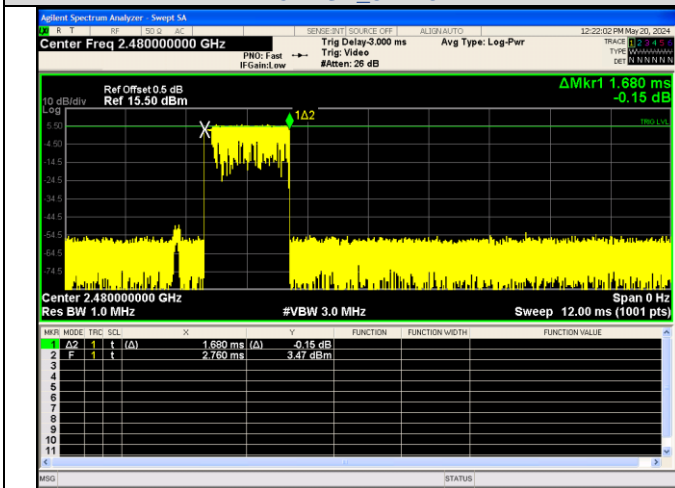 Agilent Spectrum Analyzer - Swept SA
R T RF 50 Ω AC SENSE:INT SOURCE OFF ALIGN AUTO 12:22:02 PM May 20, 2024
Center Freq 2.480000000 GHz
PNO: Fast
IFGain:Low
Trig Delay-3.000 ms
Trig: Video
#Atten: 26 dB
Avg Type: Log-Pwr
TRACE 1 2 3 4 5 6
TYPE
DET N N N N N N
ΔMkr1 1.680 ms
-0.15 dB
Ref Offset 0.5 dB
10 dB/div Ref 15.50 dBm
Log
1Δ2
TRIG LVL
5.50
-4.50
-14.5
-24.5
-34.5
-44.5
-54.5
-64.5
-74.5
Center 2.480000000 GHz Span 0 Hz
Res BW 1.0 MHz #VBW 3.0 MHz Sweep 12.00 ms (1001 pts)
MKR MODE TRC SCL X Y FUNCTION FUNCTION WIDTH FUNCTION VALUE
1 Δ2 1 t (Δ) 1.680 ms (Δ) -0.15 dB
2 F 1 t 2.760 ms 3.47 dBm
3
4
5
6
7
8
9
10
11
MSG STATUS